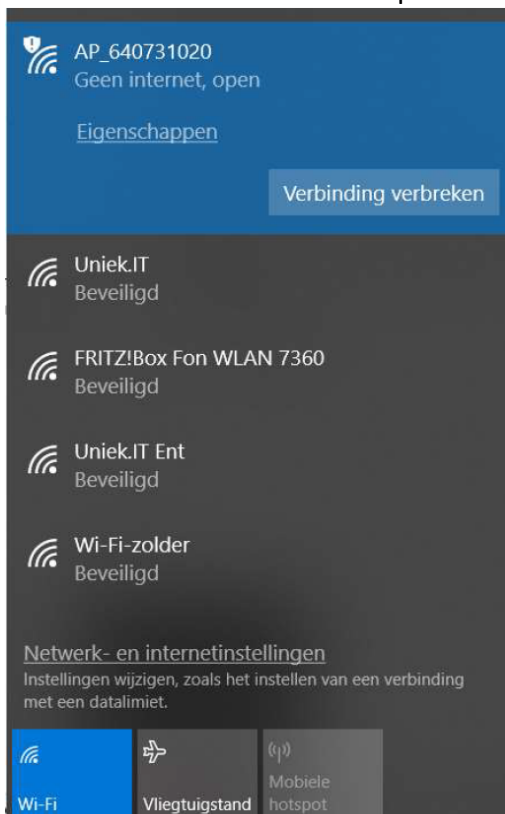 AP_640731020
Geen internet, open
Eigenschappen
Verbinding verbreken
Uniek.IT
Beveiligd
FRITZ!Box Fon WLAN 7360
Beveiligd
Uniek.IT Ent
Beveiligd
Wi-Fi-zolder
Beveiligd
Netwerk- en internetinstellingen
Instellingen wijzigen, zoals het instellen van een verbinding
met een datalimiet.
Wi-Fi
Vliegtuigstand
Mobiele
hotspot